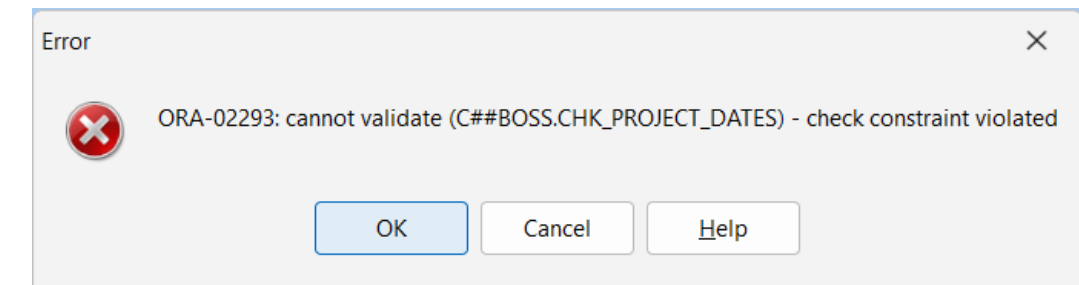 Error
ORA-02293: cannot validate (C##BOSS.CHK_PROJECT_DATES) - check constraint violated
OK
Cancel
Help